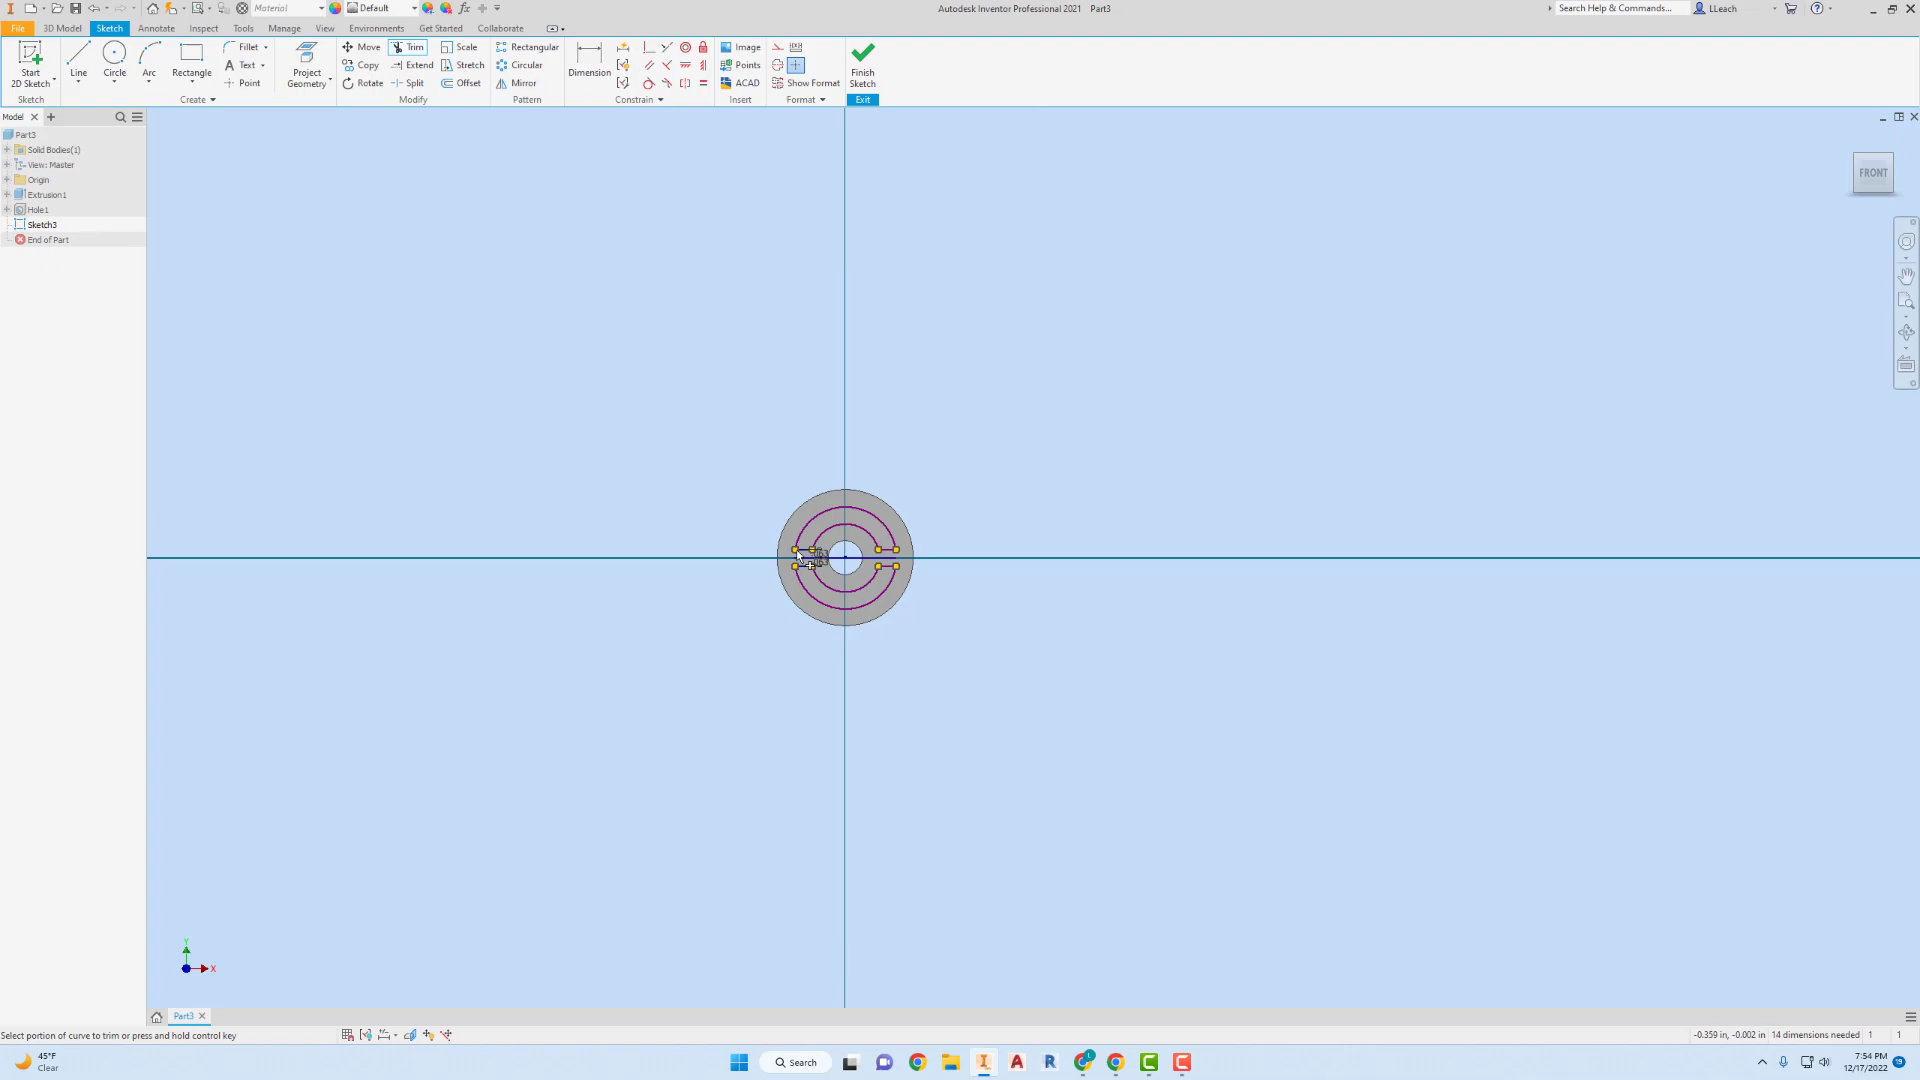 Material
Default
Autodesk Inventor Professional 2021 Part3
Search Help & Commands...
LLeach
File 3D Model Sketch Annotate Inspect Tools Manage View Environments Get Started Collaborate
Start
2D Sketch
Line
Circle
Arc
Rectangle
Fillet
Text
Point
Project
Geometry
Move
Copy
Rotate
Trim
Extend
Split
Scale
Stretch
Offset
Rectangular
Circular
Mirror
Dimension
Image
Points
ACAD
Show Format
Finish
Sketch
Sketch
Create
Modify
Pattern
Constrain
Insert
Format
Exit
Model
Part3
Solid Bodies(1)
View: Master
Origin
Extrusion1
Hole1
Sketch3
End of Part
FRONT
.063
.063
Y
X
Part3
Select portion of curve to trim or press and hold control key
-0.359 in, -0.002 in 14 dimensions needed 1 1
45°F
Clear
Search
7:54 PM
12/17/2022
19